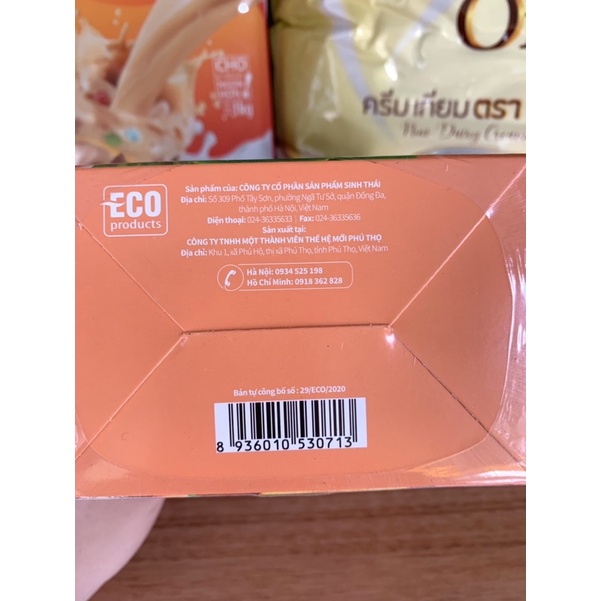 CHO
O
ครีมเทียม ตรา
Non Dairy Cream
ECO
products
Sản phẩm của: CÔNG TY CỔ PHẦN SẢN PHẨM SINH THÁI
Địa chỉ: Số 309 Phố Tây Sơn, phường Ngã Tư Sở, quận Đống Đa,
thành phố Hà Nội, Việt Nam
Điện thoại: 024-36335633 | Fax: 024-36335636
Sản xuất tại:
CÔNG TY TNHH MỘT THÀNH VIÊN THẾ HỆ MỚI PHÚ THỌ
Địa chỉ: Khu 1, xã Phú Hộ, thị xã Phú Thọ, tỉnh Phú Thọ, Việt Nam
Hà Nội: 0934 525 198
Hồ Chí Minh: 0918 362 828
Bản tự công bố số : 29/ECO/2020
8 936010 530713